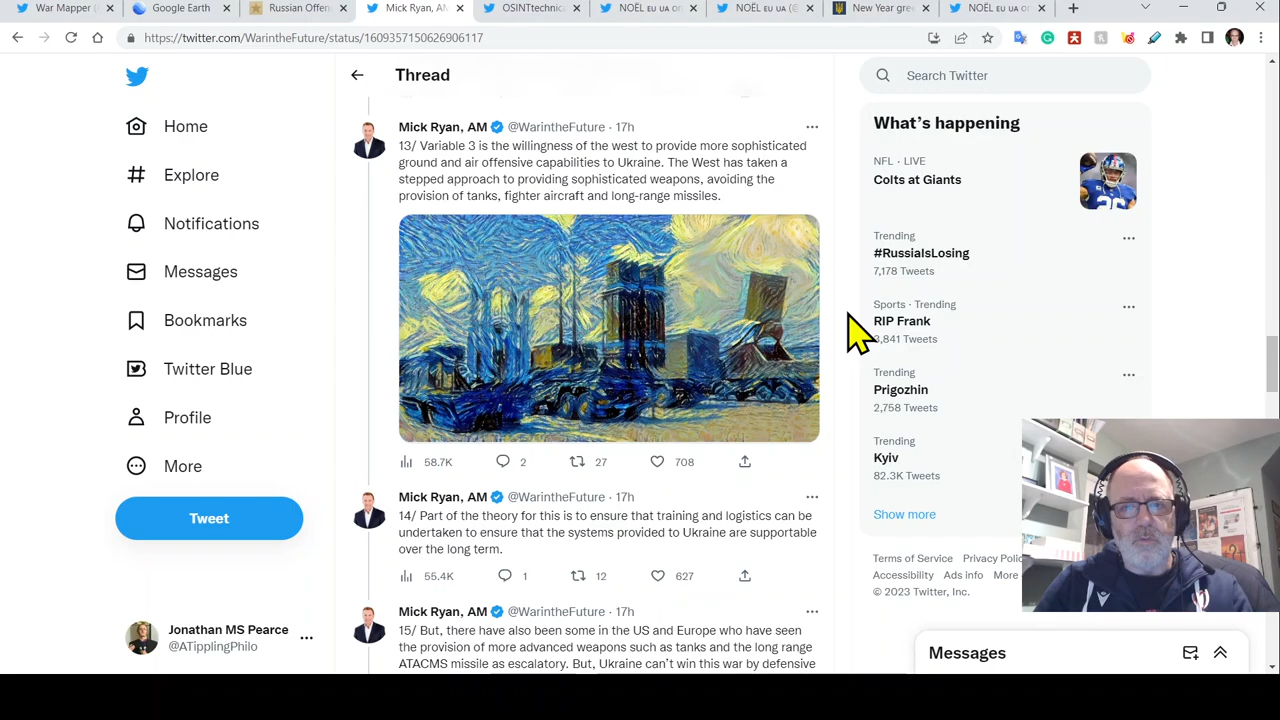 War Mapper (
Google Earth
Russian Offen
Mick Ryan, AM
OSINTtechnica
NOËL EU UA on
NOËL EU UA (@
New Year gree
NOËL EU UA on
https://twitter.com/WarintheFuture/status/1609357150626906117
Thread
Search Twitter
Home
Explore
Notifications
Messages
Bookmarks
Twitter Blue
Profile
More
Tweet
Jonathan MS Pearce
@ATipplingPhilo
Mick Ryan, AM @WarintheFuture · 17h
13/ Variable 3 is the willingness of the west to provide more sophisticated
ground and air offensive capabilities to Ukraine. The West has taken a
stepped approach to providing sophisticated weapons, avoiding the
provision of tanks, fighter aircraft and long-range missiles.
58.7K 2 27 708
Mick Ryan, AM @WarintheFuture · 17h
14/ Part of the theory for this is to ensure that training and logistics can be
undertaken to ensure that the systems provided to Ukraine are supportable
over the long term.
55.4K 1 12 627
Mick Ryan, AM @WarintheFuture · 17h
15/ But, there have also been some in the US and Europe who have seen
the provision of more advanced weapons such as tanks and the long range
ATACMS missile as escalatory. But, Ukraine can't win this war by defensive
What's happening
NFL · LIVE
Colts at Giants
Trending
#RussiaIsLosing
7,178 Tweets
Sports · Trending
RIP Frank
3,841 Tweets
Trending
Prigozhin
2,758 Tweets
Trending
Kyiv
82.3K Tweets
Show more
Terms of Service Privacy Polic
Accessibility Ads info More
© 2023 Twitter, Inc.
Messages